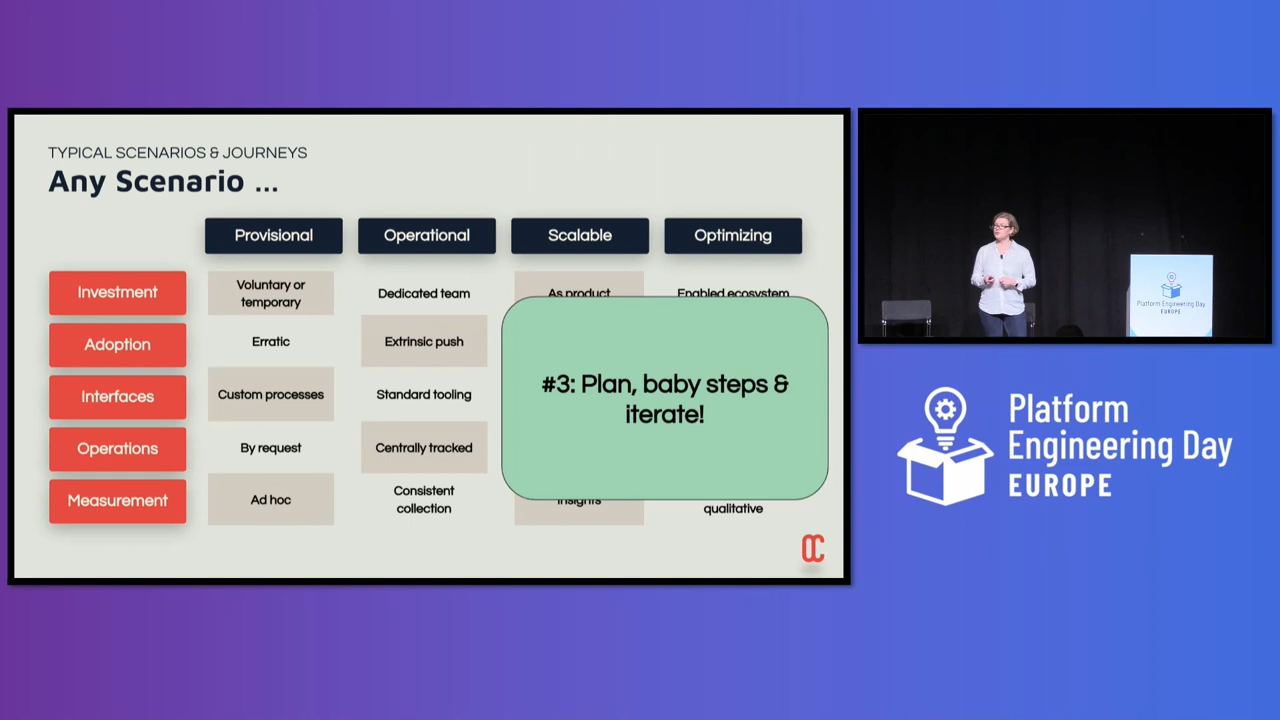 TYPICAL SCENARIOS & JOURNEYS
Any Scenario ...
Provisional
Operational
Scalable
Optimizing
Investment
Voluntary or
temporary
Dedicated team
As product
Enabled ecosystem
Adoption
Erratic
Extrinsic push
Interfaces
Custom processes
Standard tooling
Operations
By request
Centrally tracked
Measurement
Ad hoc
Consistent
collection
Insights
qualitative
#3: Plan, baby steps &
iterate!
OC
Platform Engineering Day
EUROPE
Platform
Engineering Day
EUROPE